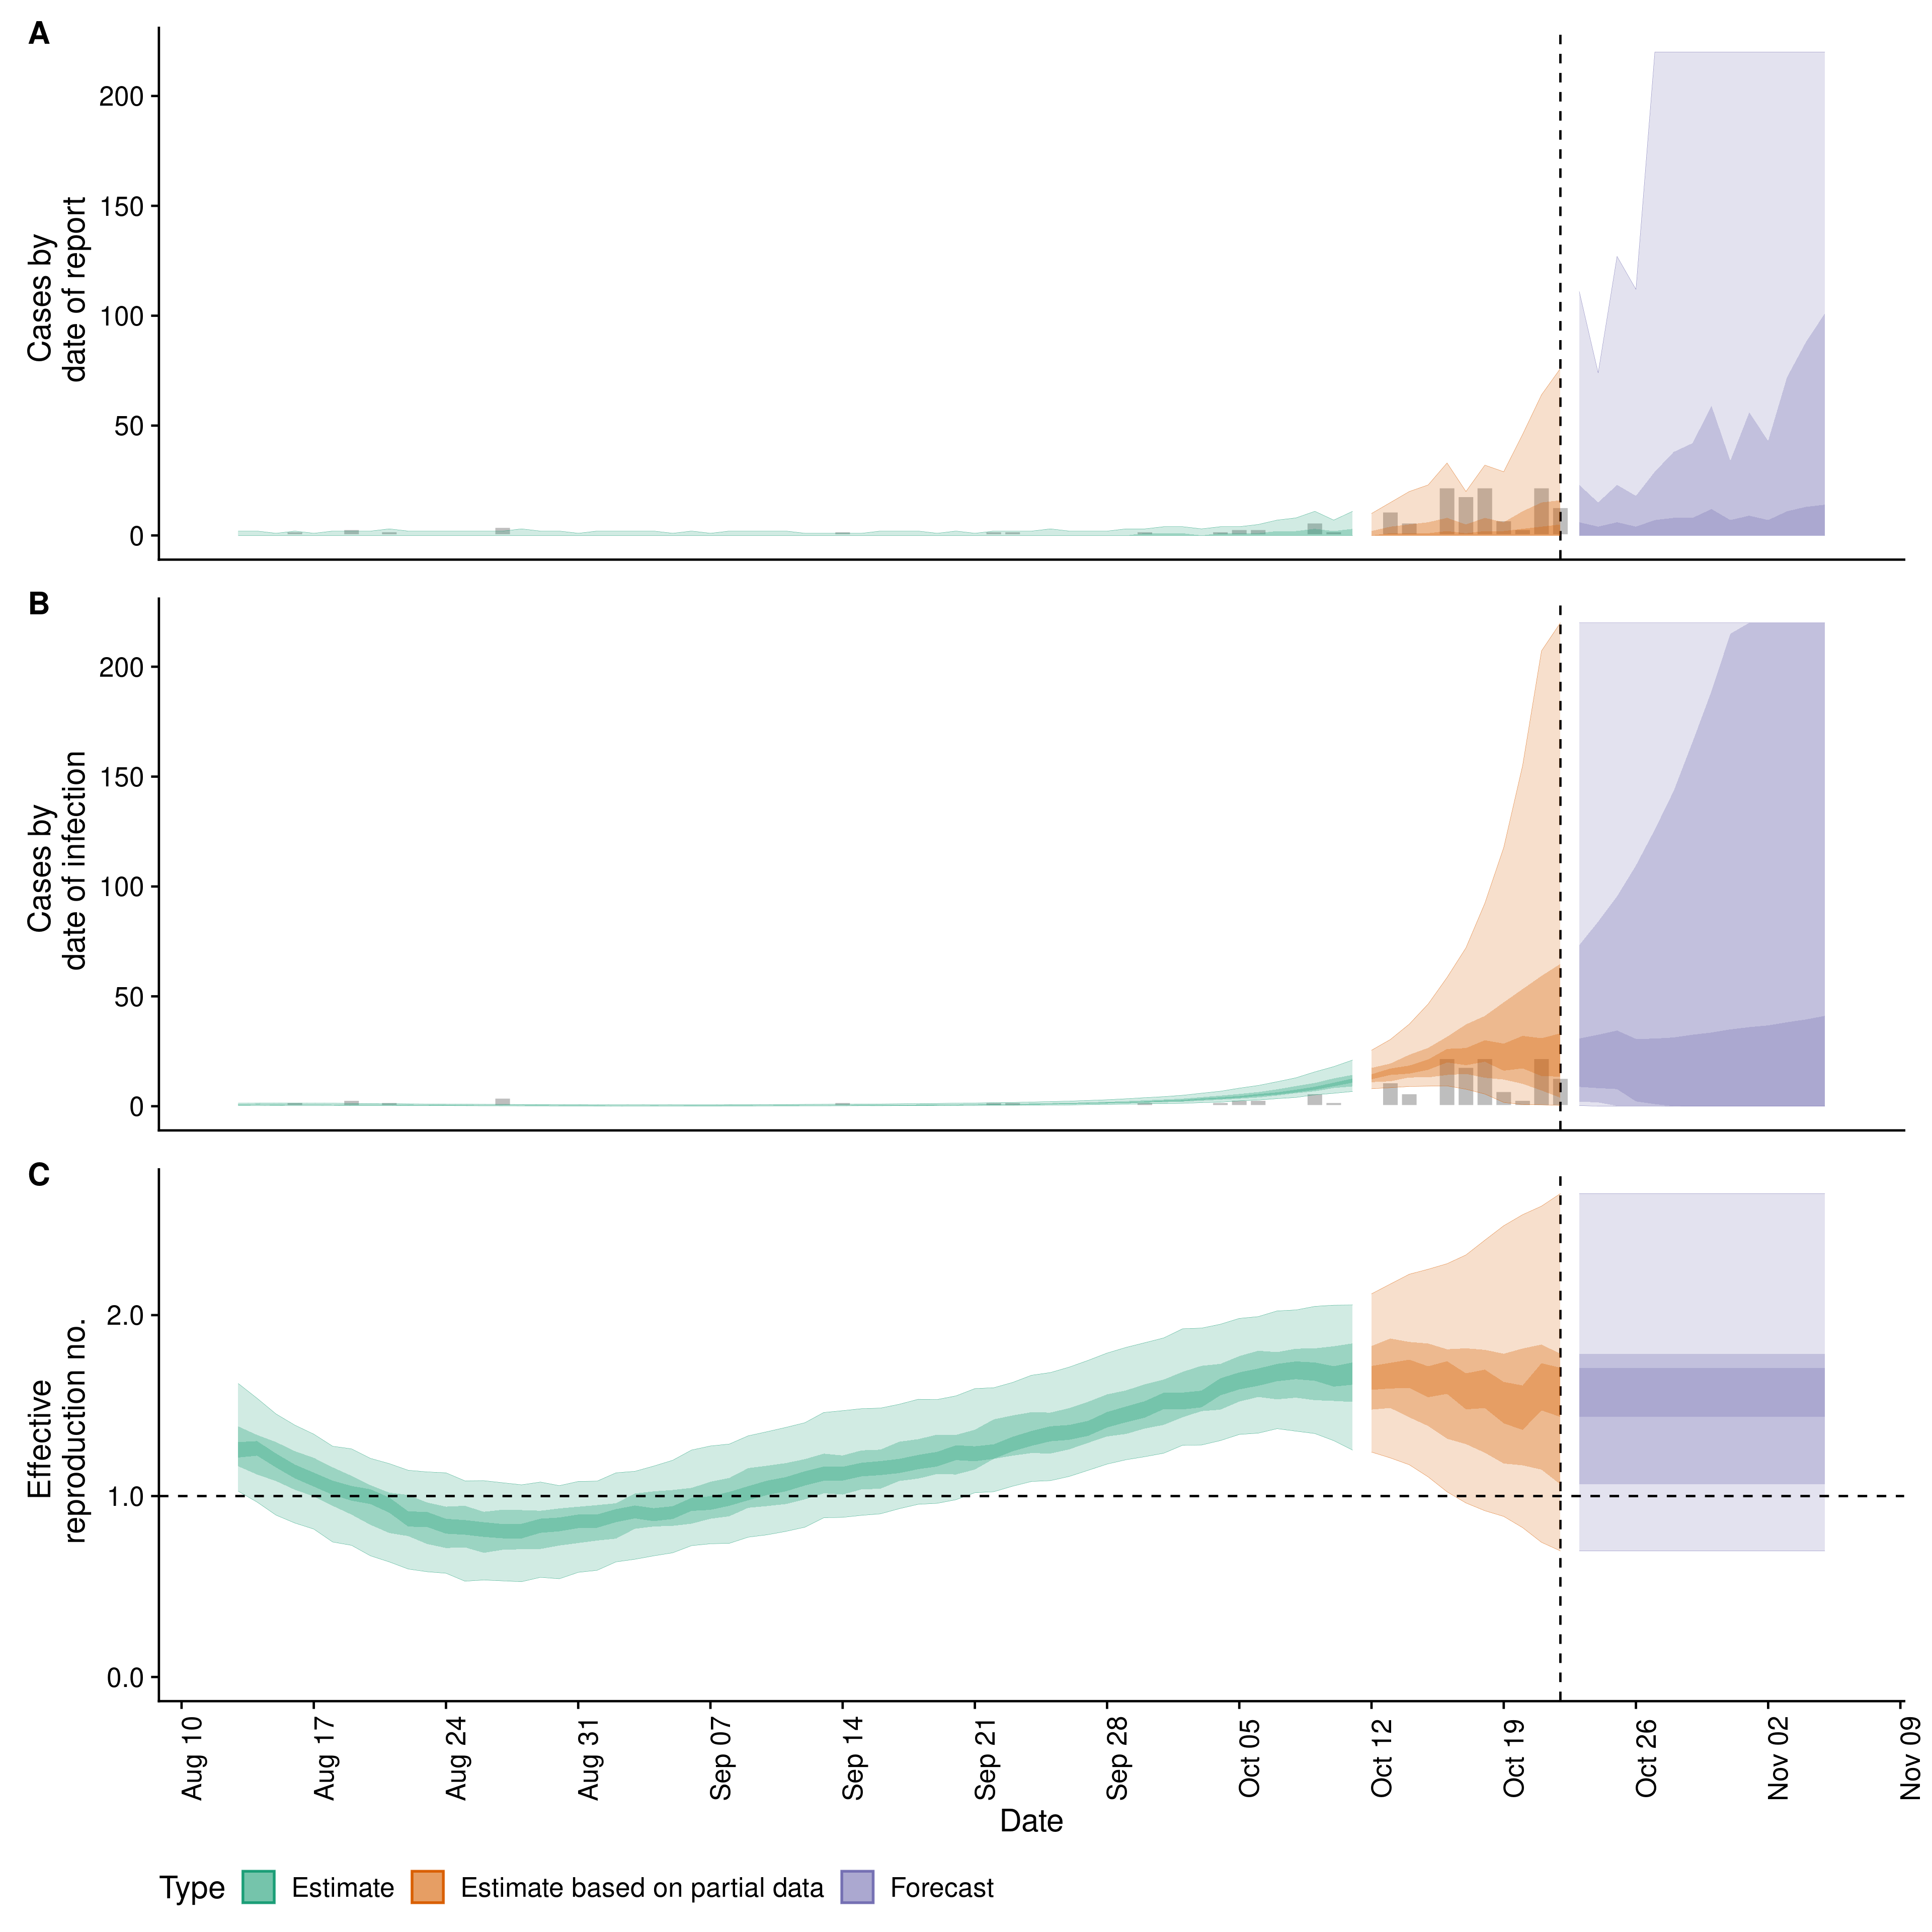 A
Cases by
date of report
200
150
100
50
0
B
Cases by
date of infection
200
150
100
50
0
C
Effective
reproduction no.
2.0
1.0
0.0
Aug 10
Aug 17
Aug 24
Aug 31
Sep 07
Sep 14
Sep 21
Sep 28
Oct 05
Oct 12
Oct 19
Oct 26
Nov 02
Nov 09
Date
Type Estimate Estimate based on partial data Forecast